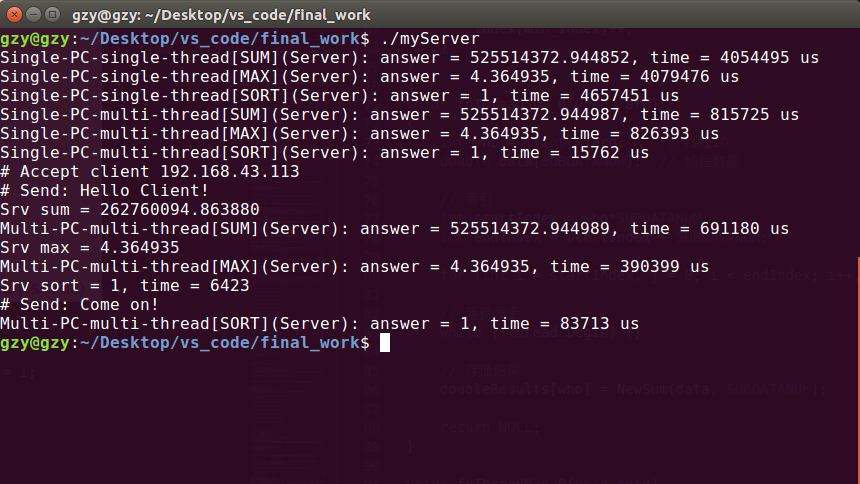 gzy@gzy: ~/Desktop/vs_code/final_work
gzy@gzy:~/Desktop/vs_code/final_work$ ./myServer
Single-PC-single-thread[SUM](Server): answer = 525514372.944852, time = 4054495 us
Single-PC-single-thread[MAX](Server): answer = 4.364935, time = 4079476 us
Single-PC-single-thread[SORT](Server): answer = 1, time = 4657451 us
Single-PC-multi-thread[SUM](Server): answer = 525514372.944987, time = 815725 us
Single-PC-multi-thread[MAX](Server): answer = 4.364935, time = 826393 us
Single-PC-multi-thread[SORT](Server): answer = 1, time = 15762 us
# Accept client 192.168.43.113
# Send: Hello Client!
Srv sum = 262760094.863880
Multi-PC-multi-thread[SUM](Server): answer = 525514372.944989, time = 691180 us
Srv max = 4.364935
Multi-PC-multi-thread[MAX](Server): answer = 4.364935, time = 390399 us
Srv sort = 1, time = 6423
# Send: Come on!
Multi-PC-multi-thread[SORT](Server): answer = 1, time = 83713 us
gzy@gzy:~/Desktop/vs_code/final_work$